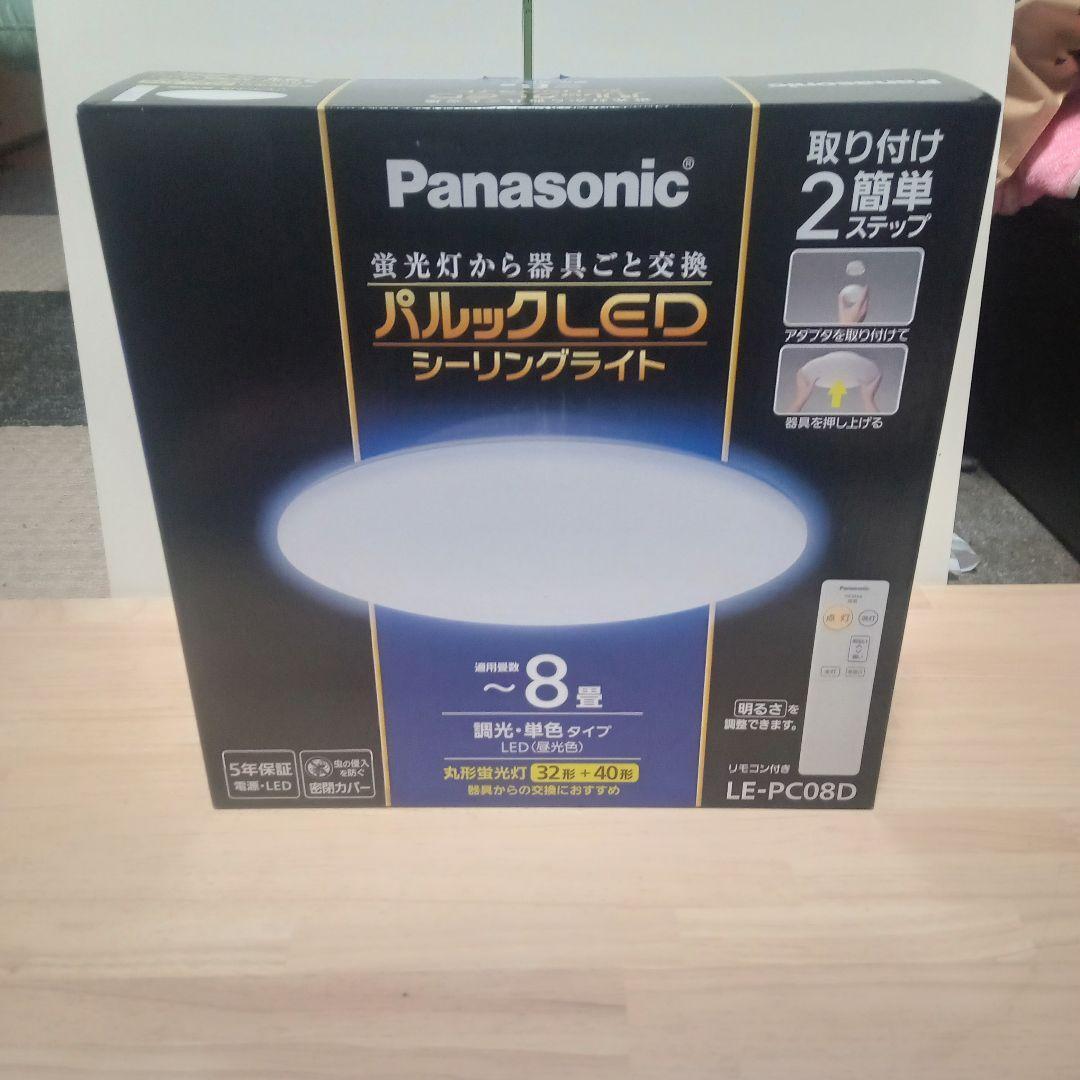 Panasonic
Panasonic®
蛍光灯から器具ごと交換
パルックLED
シーリングライト
取り付け
簡単
2ステップ
アダプタを取り付けて
器具を押し上げる
適用畳数
～8畳
調光・単色タイプ
LED(昼光色)
丸形蛍光灯 32形+40形
器具からの交換におすすめ
5年保証
電源・LED
虫の侵入
を防ぐ
密閉カバー
Panasonic
点灯
明るさを
調整できます。
リモコン付き
LE-PC08D